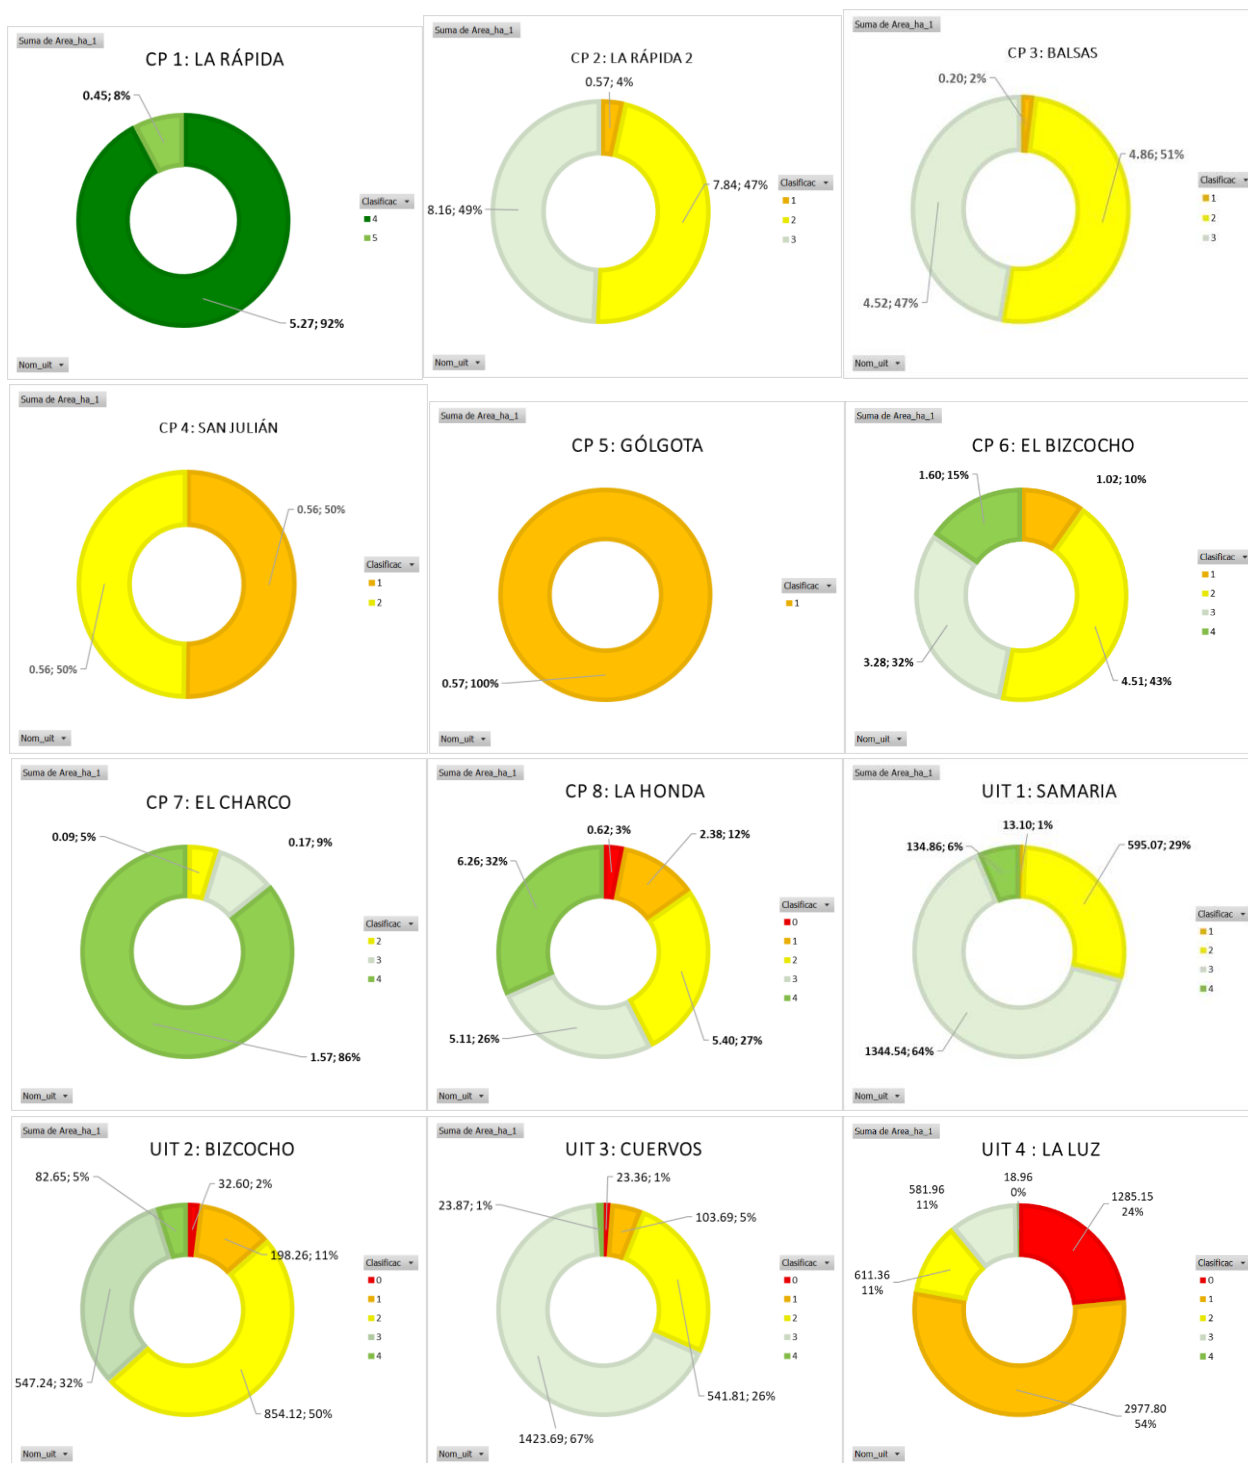 Suma de Area_ha_1
CP 1: LA RÁPIDA
0.45; 8%
Clasificac
4
5
5.27; 92%
Nom_uit
Suma de Area_ha_1
CP 2: LA RÁPIDA 2
0.57; 4%
7.84; 47%
8.16; 49%
Clasificac
1
2
3
Nom_uit
Suma de Area_ha_1
CP 3: BALSAS
0.20; 2%
4.86; 51%
Clasificac
1
2
3
4.52; 47%
Nom_uit
Suma de Area_ha_1
CP 4: SAN JULIÁN
0.56; 50%
Clasificac
1
2
0.56; 50%
Nom_uit
Suma de Area_ha_1
CP 5: GÓLGOTA
Clasificac
1
0.57; 100%
Nom_uit
Suma de Area_ha_1
CP 6: EL BIZCOCHO
1.60; 15%
1.02; 10%
Clasificac
1
2
3
4
3.28; 32%
4.51; 43%
Nom_uit
Suma de Area_ha_1
CP 7: EL CHARCO
0.09; 5%
0.17; 9%
Clasificac
2
3
4
1.57; 86%
Nom_uit
Suma de Area_ha_1
CP 8: LA HONDA
0.62; 3%
2.38; 12%
6.26; 32%
Clasificac
0
1
2
3
4
5.11; 26%
5.40; 27%
Nom_uit
Suma de Area_ha_1
UIT 1: SAMARIA
13.10; 1%
134.86; 6%
595.07; 29%
Clasificac
1
2
3
4
1344.54; 64%
Nom_uit
Suma de Area_ha_1
UIT 2: BIZCOCHO
82.65; 5%
32.60; 2%
198.26; 11%
Clasificac
0
1
2
3
4
547.24; 32%
854.12; 50%
Nom_uit
Suma de Area_ha_1
UIT 3: CUERVOS
23.36; 1%
23.87; 1%
103.69; 5%
Clasificac
0
1
2
3
4
541.81; 26%
1423.69; 67%
Nom_uit
Suma de Area_ha_1
UIT 4 : LA LUZ
18.96
0%
581.96
11%
1285.15
24%
611.36
11%
Clasificac
0
1
2
3
4
2977.80
54%
Nom_uit